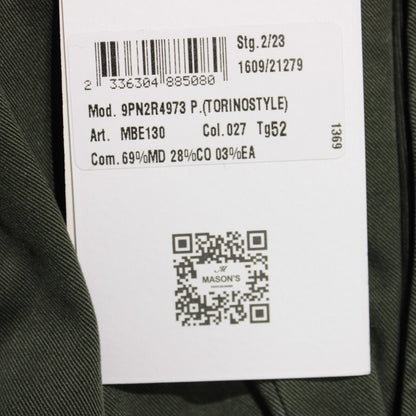 Stg. 2/23
2 336304 885080
1609/21279
Mod. 9PN2R4973 P.(TORINOSTYLE)
Art. MBE130 Col.027 Tg52
Com.69%MD 28%CO 03%EA
1369
M
MASON'S